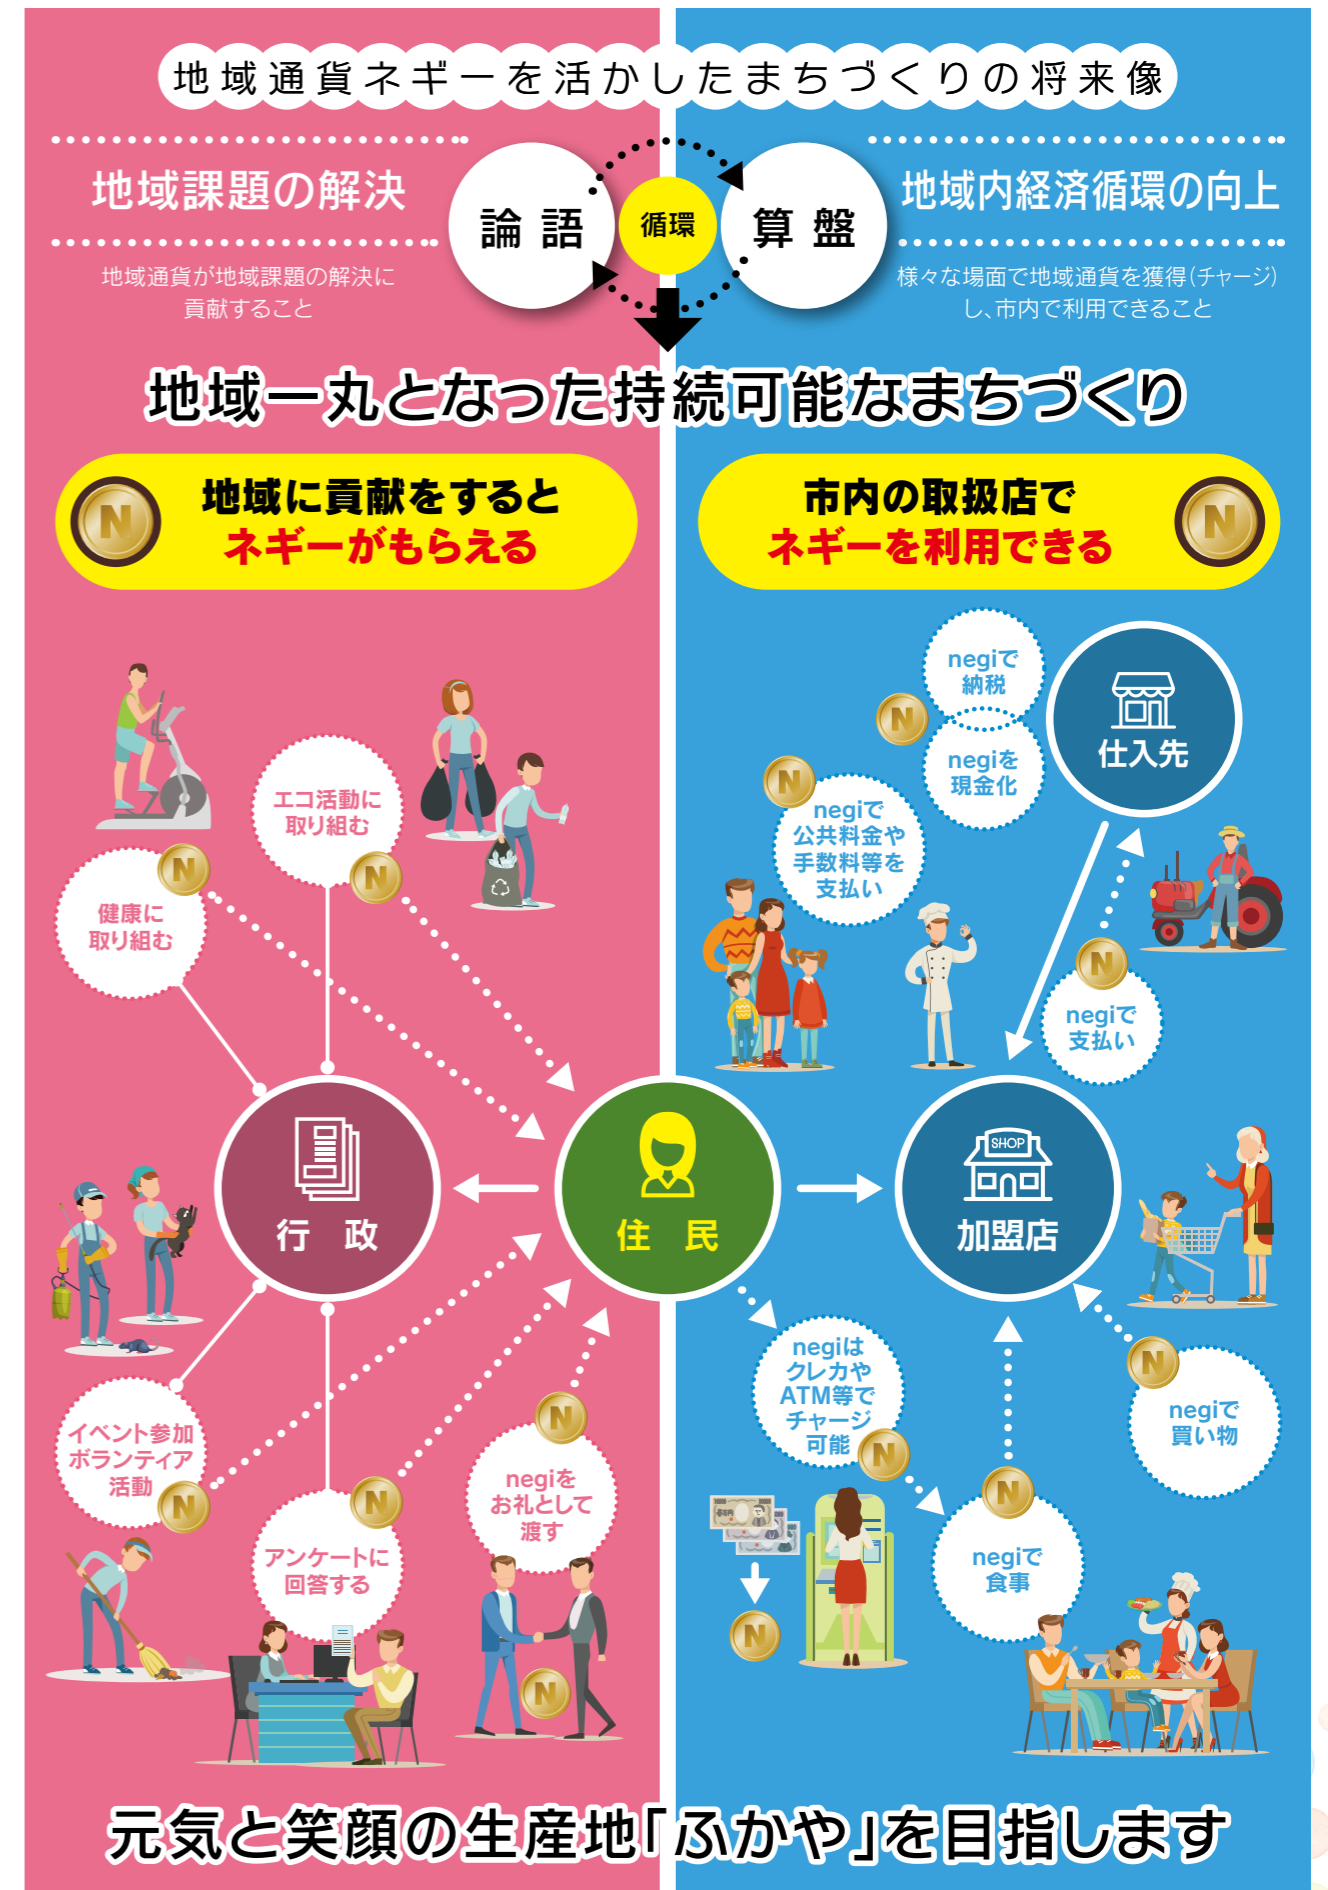 地域通貨ネギーを活かしたまちづくりの将来像
地域課題の解決
地域通貨が地域課題の解決に
貢献すること
論語
循環
算盤
地域内経済循環の向上
様々な場面で地域通貨を獲得(チャージ)
し、市内で利用できること
地域一丸となった持続可能なまちづくり
N
地域に貢献をすると
ネギーがもらえる
市内の取扱店で
ネギーを利用できる
N
エコ活動に
取り組む
N
健康に
取り組む
N
行政
住民
イベント参加
ボランティア
活動
N
アンケートに
回答する
N
negiを
お礼として
渡す
N
N
negiで
納税
N
negiを
現金化
仕入先
N
negiで
公共料金や
手数料等を
支払い
N
negiで
支払い
SHOP
加盟店
negiは
クレカや
ATM等で
チャージ
可能
N
N
N
negiで
食事
N
negiで
買い物
元気と笑顔の生産地「ふかや」を目指します